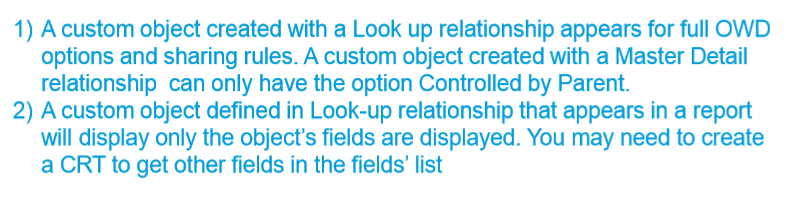 1) A custom object created with a Look up relationship appears for full OWD
options and sharing rules. A custom object created with a Master Detail
relationship can only have the option Controlled by Parent.
2) A custom object defined in Look-up relationship that appears in a report
will display only the object's fields are displayed. You may need to create
a CRT to get other fields in the fields' list